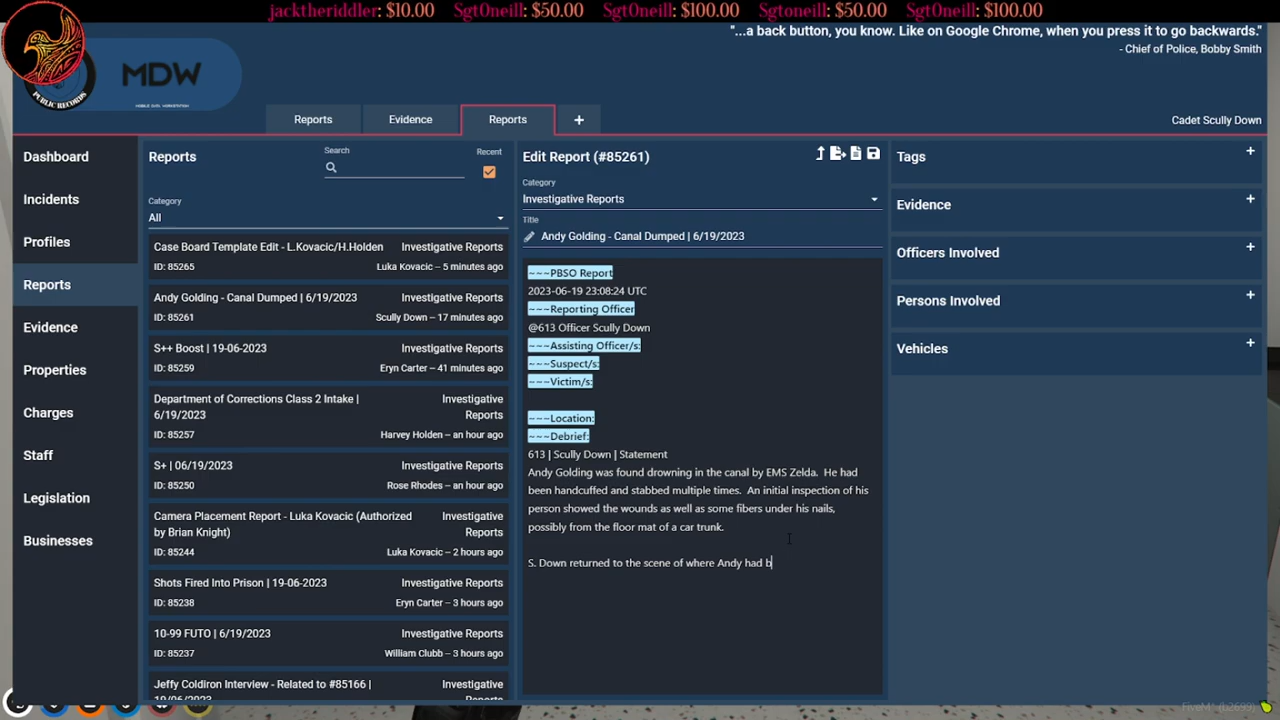 jacktheriddler: $10.00 SgtOneill: $50.00 SgtOneill: $100.00 Sgtoneill: $50.00 SgtOneill: $100.00
"...a back button, you know. Like on Google Chrome, when you press it to go backwards."
- Chief of Police, Bobby Smith
PUBLIC RECORDS
MDW
MOBILE DATA WORKSTATION
Reports
Evidence
Reports
+
Cadet Scully Down
Dashboard
Incidents
Profiles
Reports
Evidence
Properties
Charges
Staff
Legislation
Businesses
Reports
Search
Recent
Category
All
Case Board Template Edit - L.Kovacic/H.Holden Investigative Reports
ID: 85265 Luka Kovacic – 5 minutes ago
Andy Golding - Canal Dumped | 6/19/2023 Investigative Reports
ID: 85261 Scully Down – 17 minutes ago
S++ Boost | 19-06-2023 Investigative Reports
ID: 85259 Eryn Carter – 41 minutes ago
Department of Corrections Class 2 Intake | Investigative
6/19/2023 Reports
ID: 85257 Harvey Holden – an hour ago
S+ | 06/19/2023 Investigative Reports
ID: 85250 Rose Rhodes – an hour ago
Camera Placement Report - Luka Kovacic (Authorized Investigative
by Brian Knight) Reports
ID: 85244 Luka Kovacic – 2 hours ago
Shots Fired Into Prison | 19-06-2023 Investigative Reports
ID: 85238 Eryn Carter – 3 hours ago
10-99 FUTO | 6/19/2023 Investigative Reports
ID: 85237 William Clubb – 3 hours ago
Jeffy Coldiron Interview - Related to #85166 | Investigative
19/06/2023 Reports
Edit Report (#85261)
Category
Investigative Reports
Title
Andy Golding - Canal Dumped | 6/19/2023
~~~PBSO Report
2023-06-19 23:08:24 UTC
~~~Reporting Officer
@613 Officer Scully Down
~~~Assisting Officer/s:
~~~Suspect/s:
~~~Victim/s:
~~~Location:
~~~Debrief:
613 | Scully Down | Statement
Andy Golding was found drowning in the canal by EMS Zelda. He had
been handcuffed and stabbed multiple times. An initial inspection of his
person showed the wounds as well as some fibers under his nails,
possibly from the floor mat of a car trunk.
S. Down returned to the scene of where Andy had b
Tags +
Evidence +
Officers Involved +
Persons Involved +
Vehicles +